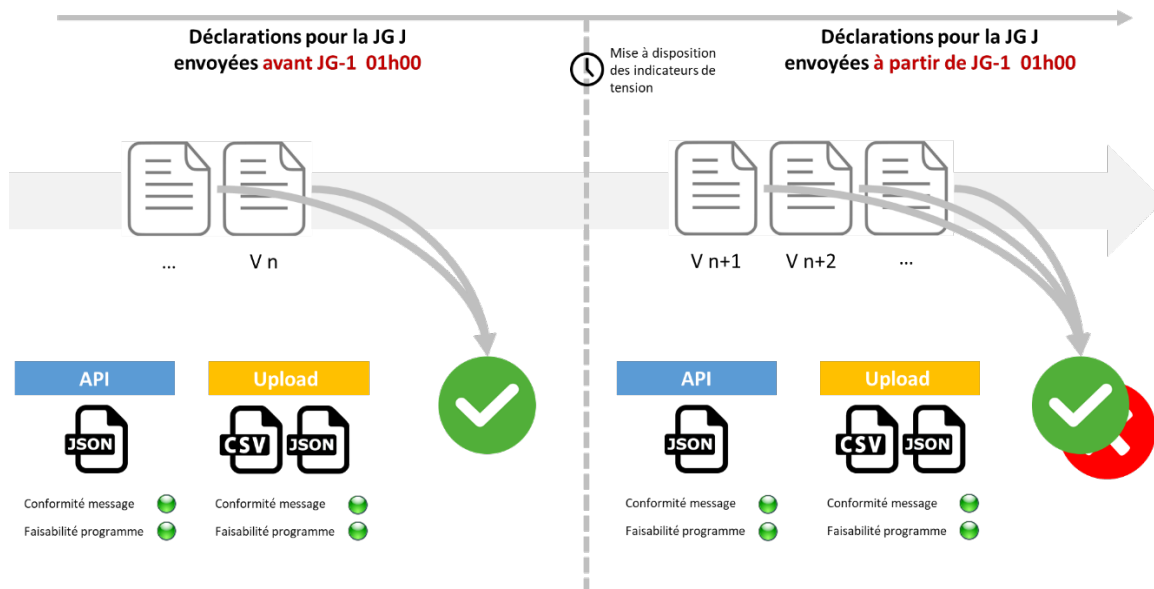 Déclarations pour la JG J
envoyées avant JG-1 01h00
Mise à disposition
des indicateurs de
tension
Déclarations pour la JG J
envoyées à partir de JG-1 01h00
...
V n
V n+1
V n+2
...
API
Upload
JSON
CSV
JSON
Conformité message
Conformité message
Faisabilité programme
Faisabilité programme
API
Upload
JSON
CSV
JSON
Conformité message
Conformité message
Faisabilité programme
Faisabilité programme